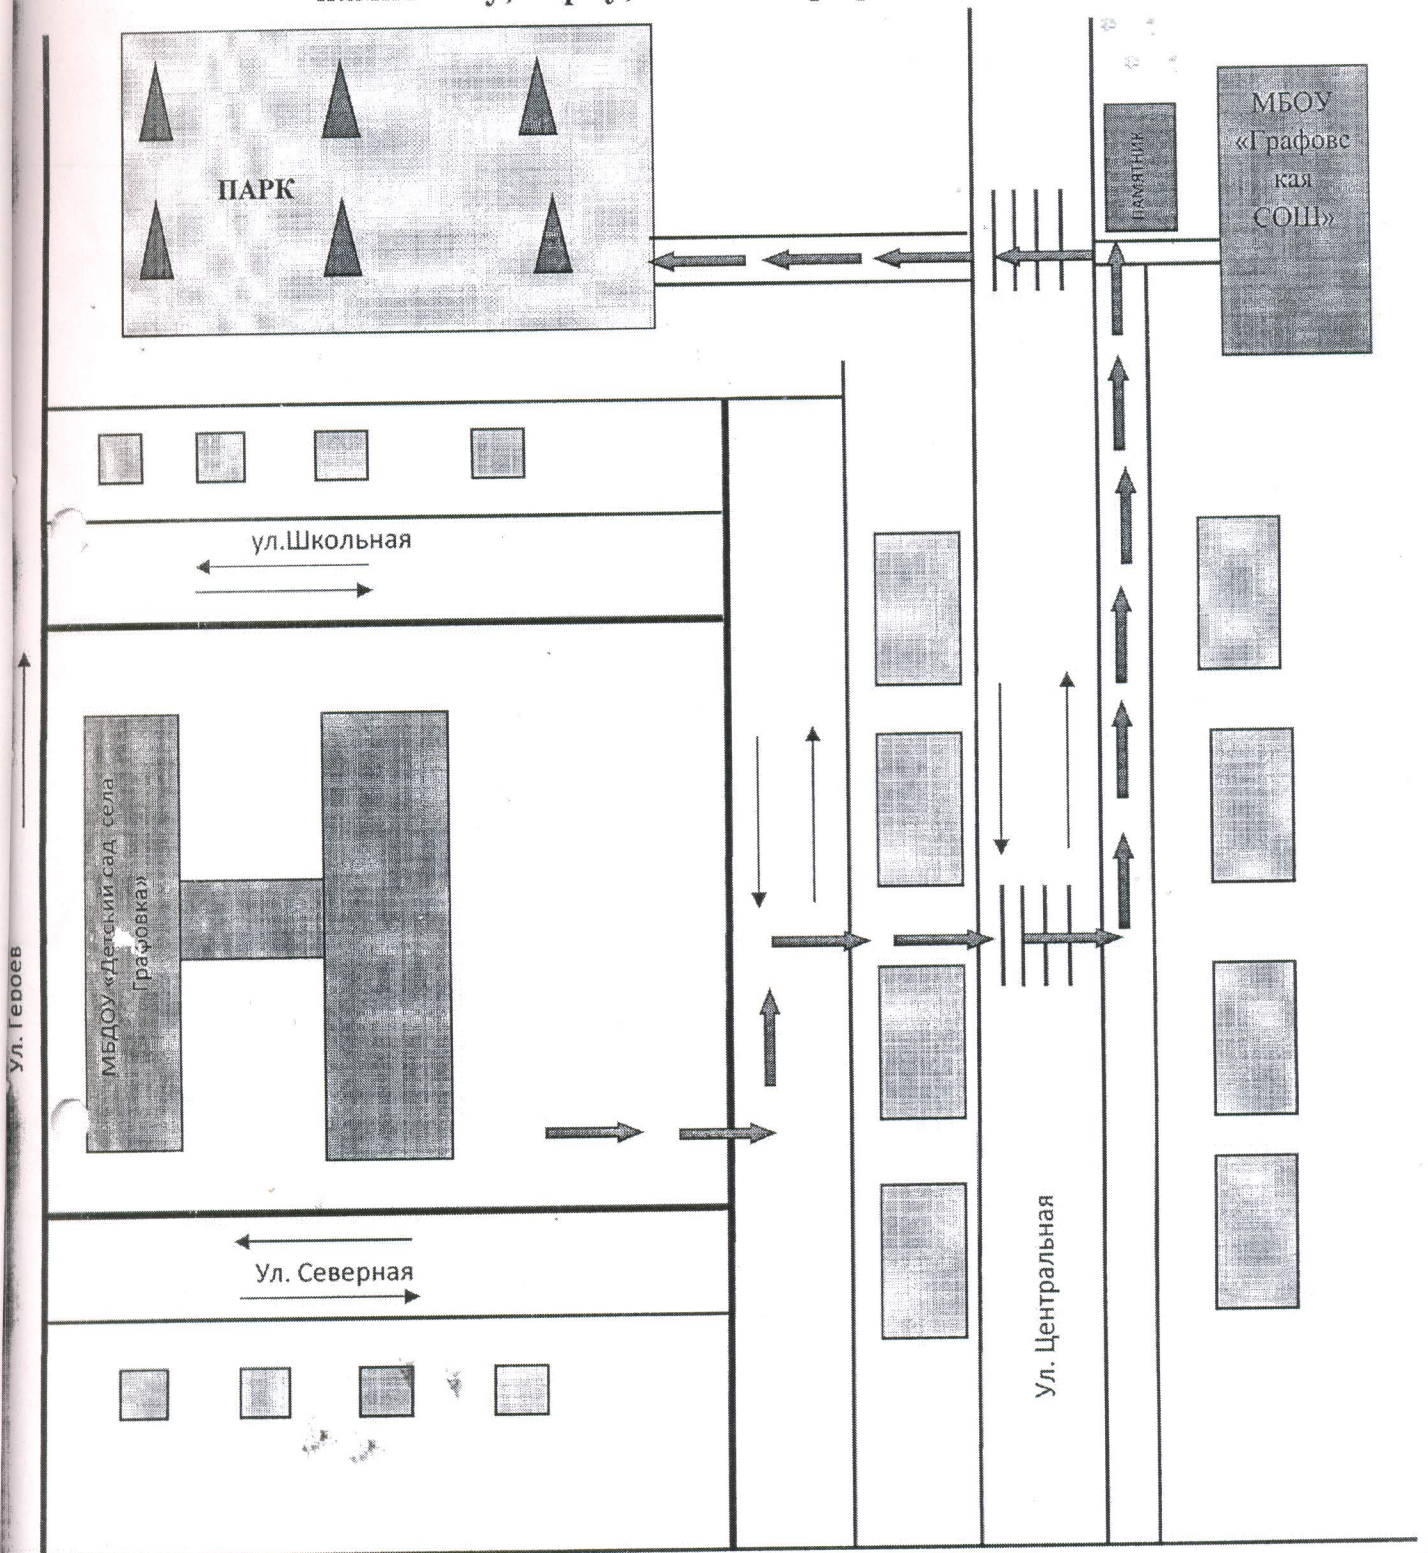 МБОУ
«Графовс
кая
СОШ»
ПАМЯТНИК
ПАРК
ул.Школьная
МБДОУ «Детский сад села
Графовка»
Ул. Героев
Ул. Северная
Ул. Центральная